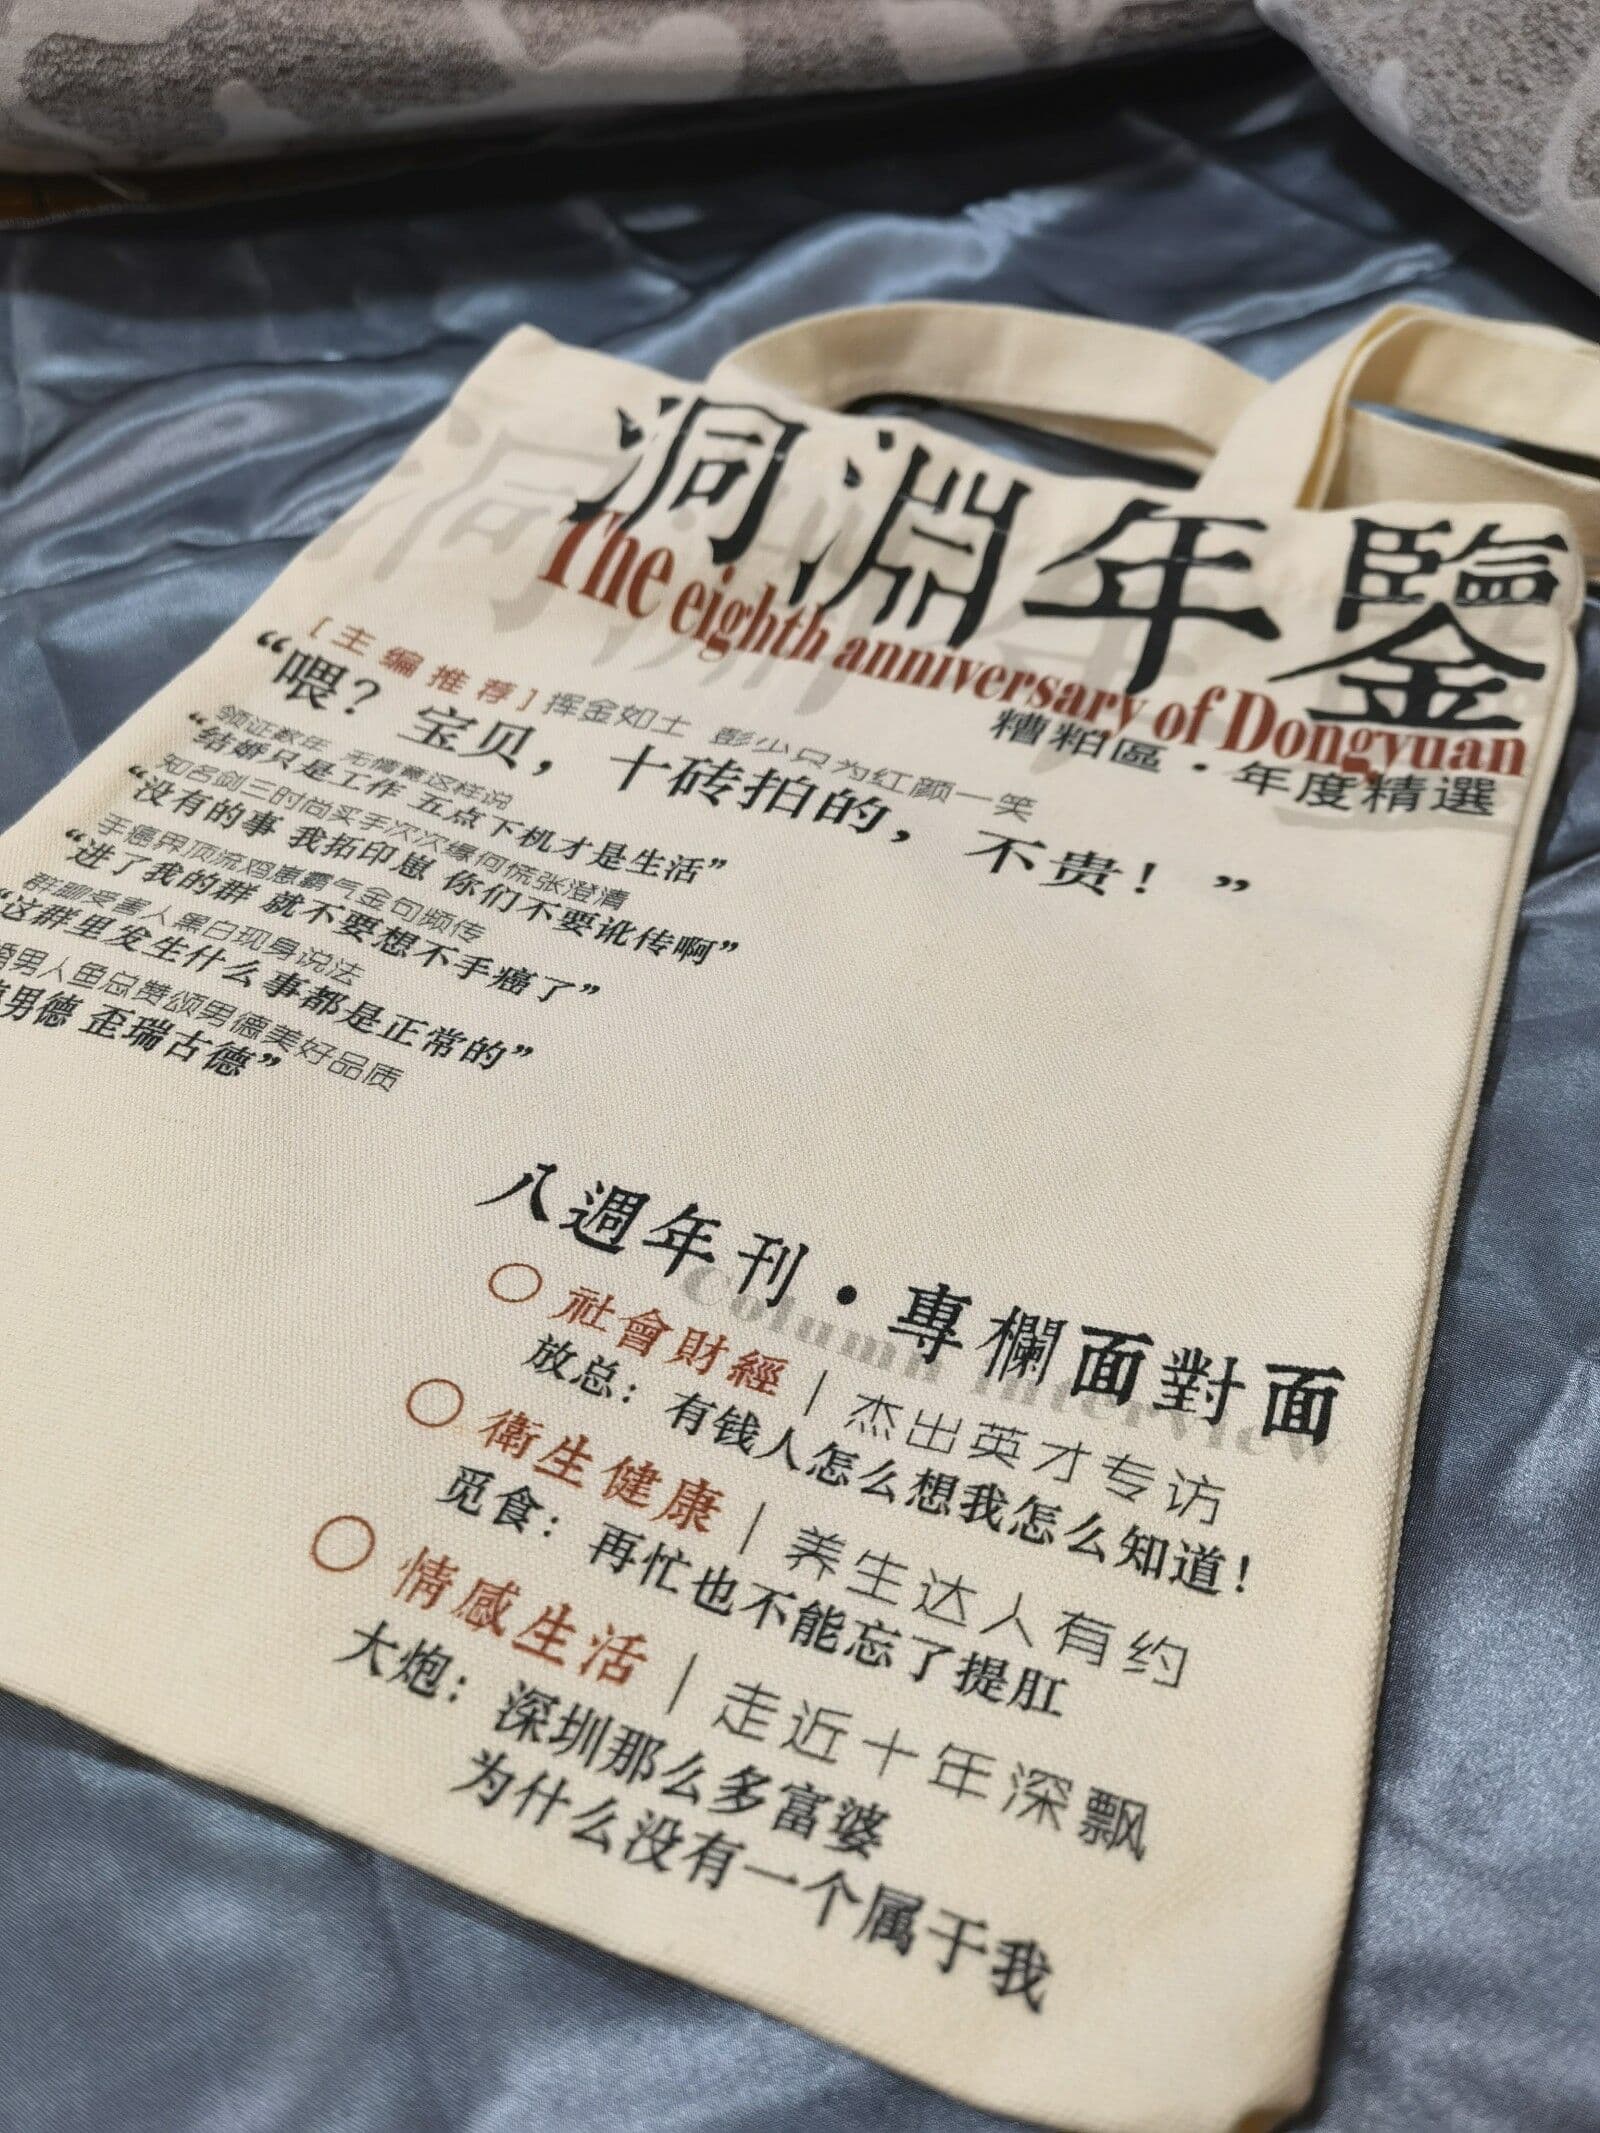 洞淵年鑒
The eighth anniversary of Dongyuan
糟粕區·年度精選
[主编推荐]挥金如土 彭少只为红颜一笑
“喂？宝贝，十砖拍的，不贵！”
领证数年 无情竟这样说
“结婚只是工作 五点下机才是生活”
知名剑三时尚买手次次缘何慌张澄清
“没有的事 我拓印崽 你们不要讹传啊”
手癌界顶流鸡崽霸气金句频传
“进了我的群 就不要想不手癌了”
群聊受害人黑白现身说法
“这群里发生什么事都是正常的”
婚男人鱼总赞颂男德美好品质
男德 歪瑞古德”
八週年刊·專欄面對面
Column Interview
社會財經｜杰出英才专访
放总：有钱人怎么想我怎么知道！
衛生健康｜养生达人有约
觅食：再忙也不能忘了提肛
情感生活｜走近十年深飘
大炮：深圳那么多富婆
为什么没有一个属于我